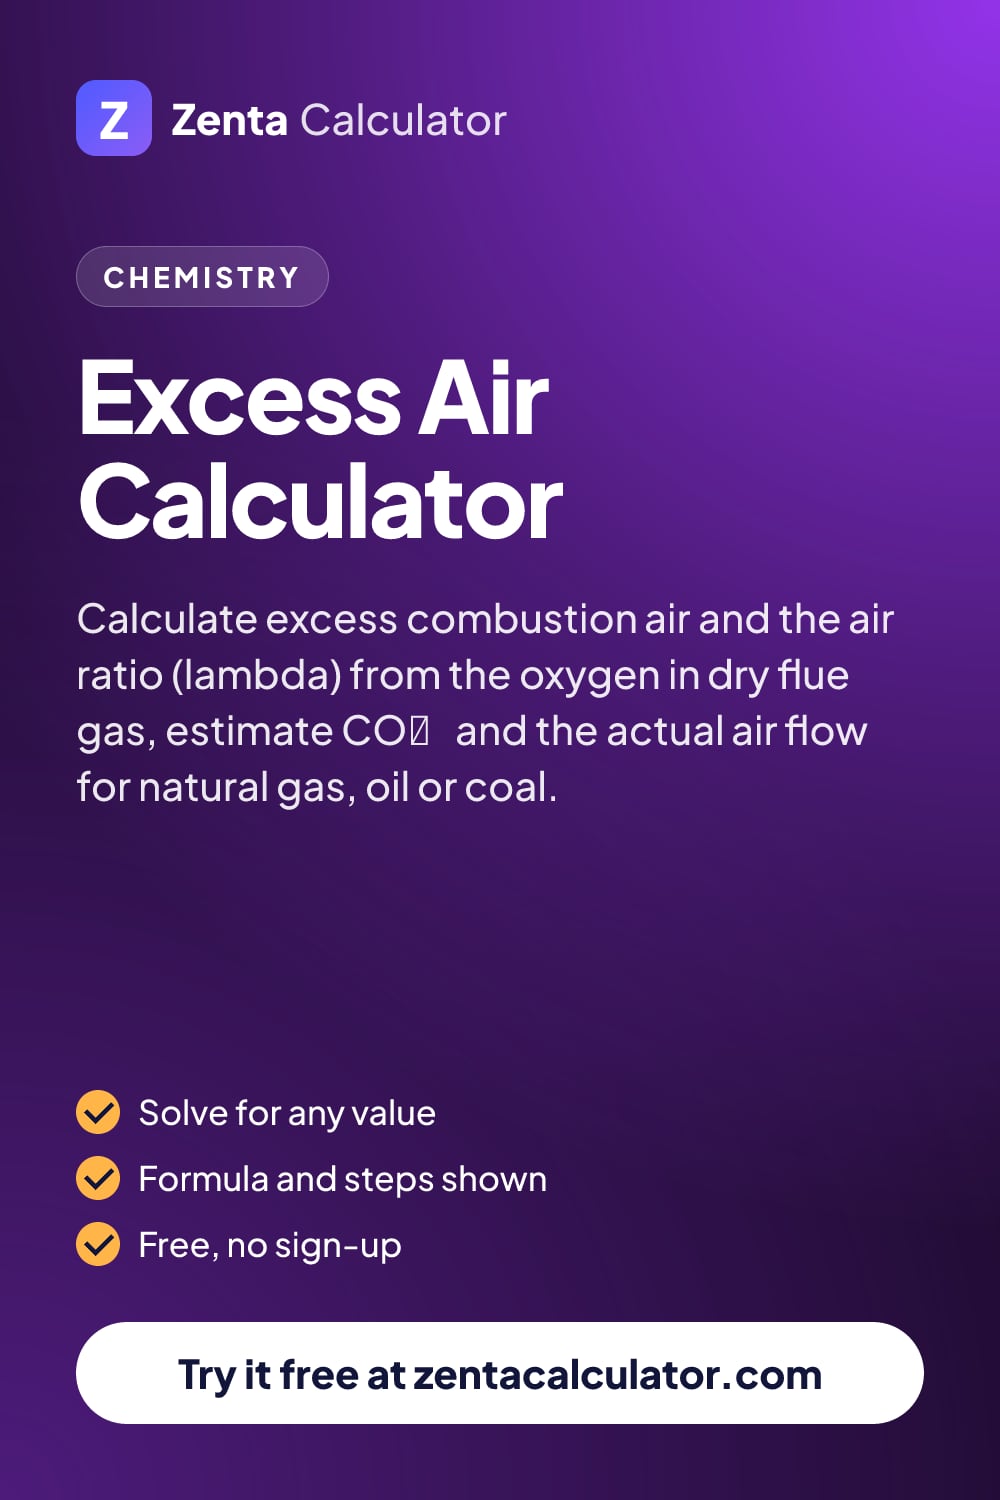 Z
Zenta Calculator
CHEMISTRY
Excess Air
Calculator
Calculate excess combustion air and the air
ratio (lambda) from the oxygen in dry flue
gas, estimate CO and the actual air flow
for natural gas, oil or coal.
Solve for any value
Formula and steps shown
Free, no sign-up
Try it free at zentacalculator.com